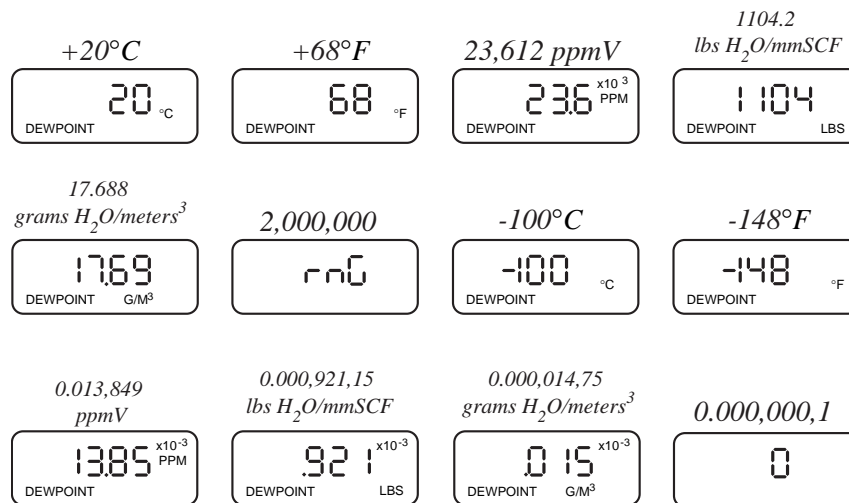 +20°C
20 °C
DEWPOINT
+68°F
68 °F
DEWPOINT
23,612 ppmV
23.6 x10³ PPM
DEWPOINT
1104.2
lbs H₂O/mmSCF
1104
DEWPOINT LBS
17.688
grams H₂O/meters³
17.69
DEWPOINT G/M³
2,000,000
rnG
-100°C
-100 °C
DEWPOINT
-148°F
-148 °F
DEWPOINT
0.013,849
ppmV
13.85 x10⁻³ PPM
DEWPOINT
0.000,921,15
lbs H₂O/mmSCF
.921 x10⁻³
DEWPOINT LBS
0.000,014,75
grams H₂O/meters³
.015 x10⁻³
DEWPOINT G/M³
0.000,000,1
0